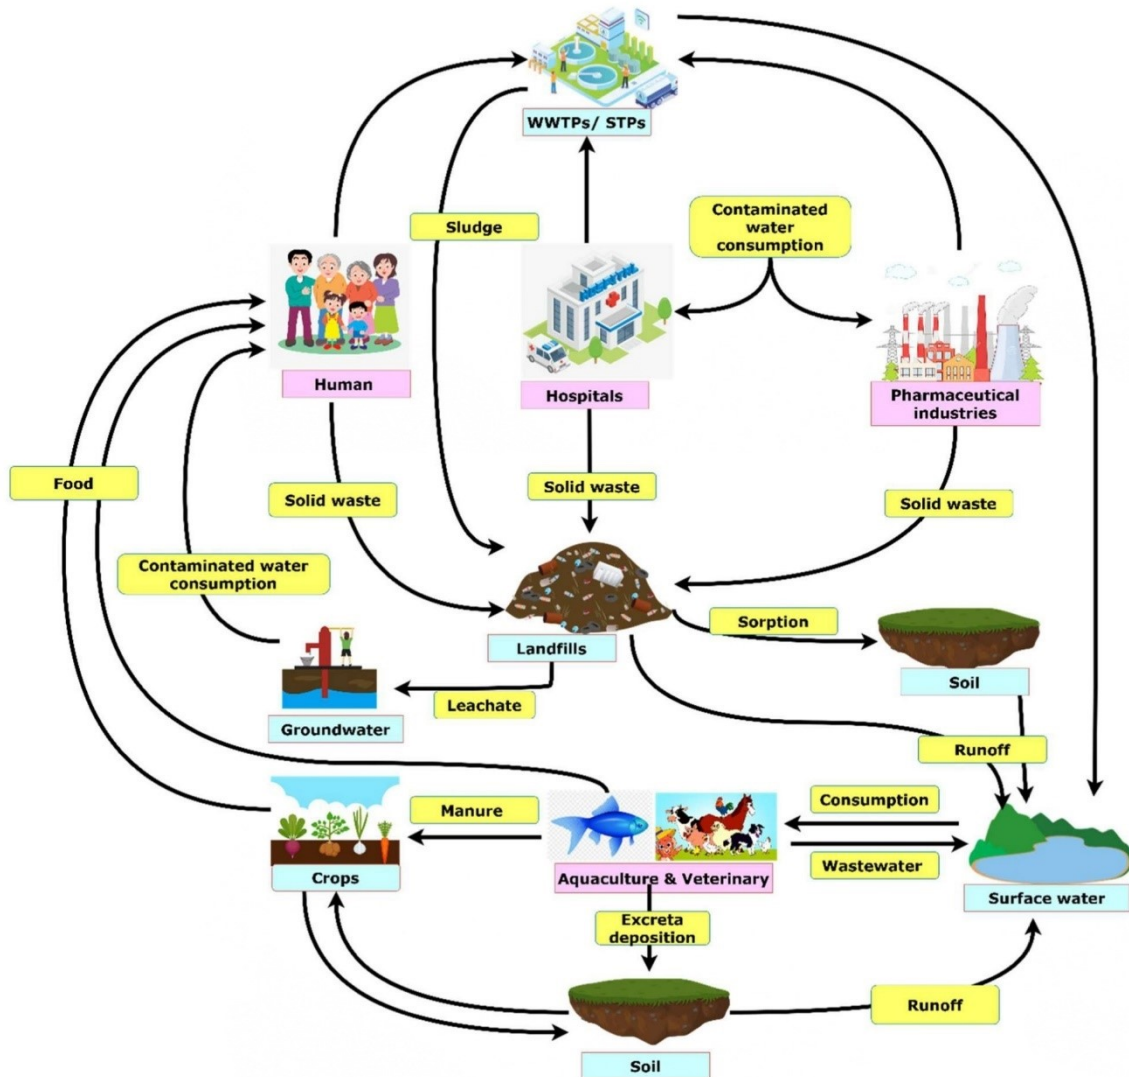 WWTPs/ STPs
Sludge
Contaminated
water
consumption
HOSPITAL
Human
Hospitals
Pharmaceutical
industries
Food
Solid waste
Solid waste
Solid waste
Contaminated water
consumption
Sorption
Landfills
Soil
Leachate
Groundwater
Runoff
Manure
Consumption
Wastewater
Crops
Aquaculture & Veterinary
Surface water
Excreta
deposition
Runoff
Soil